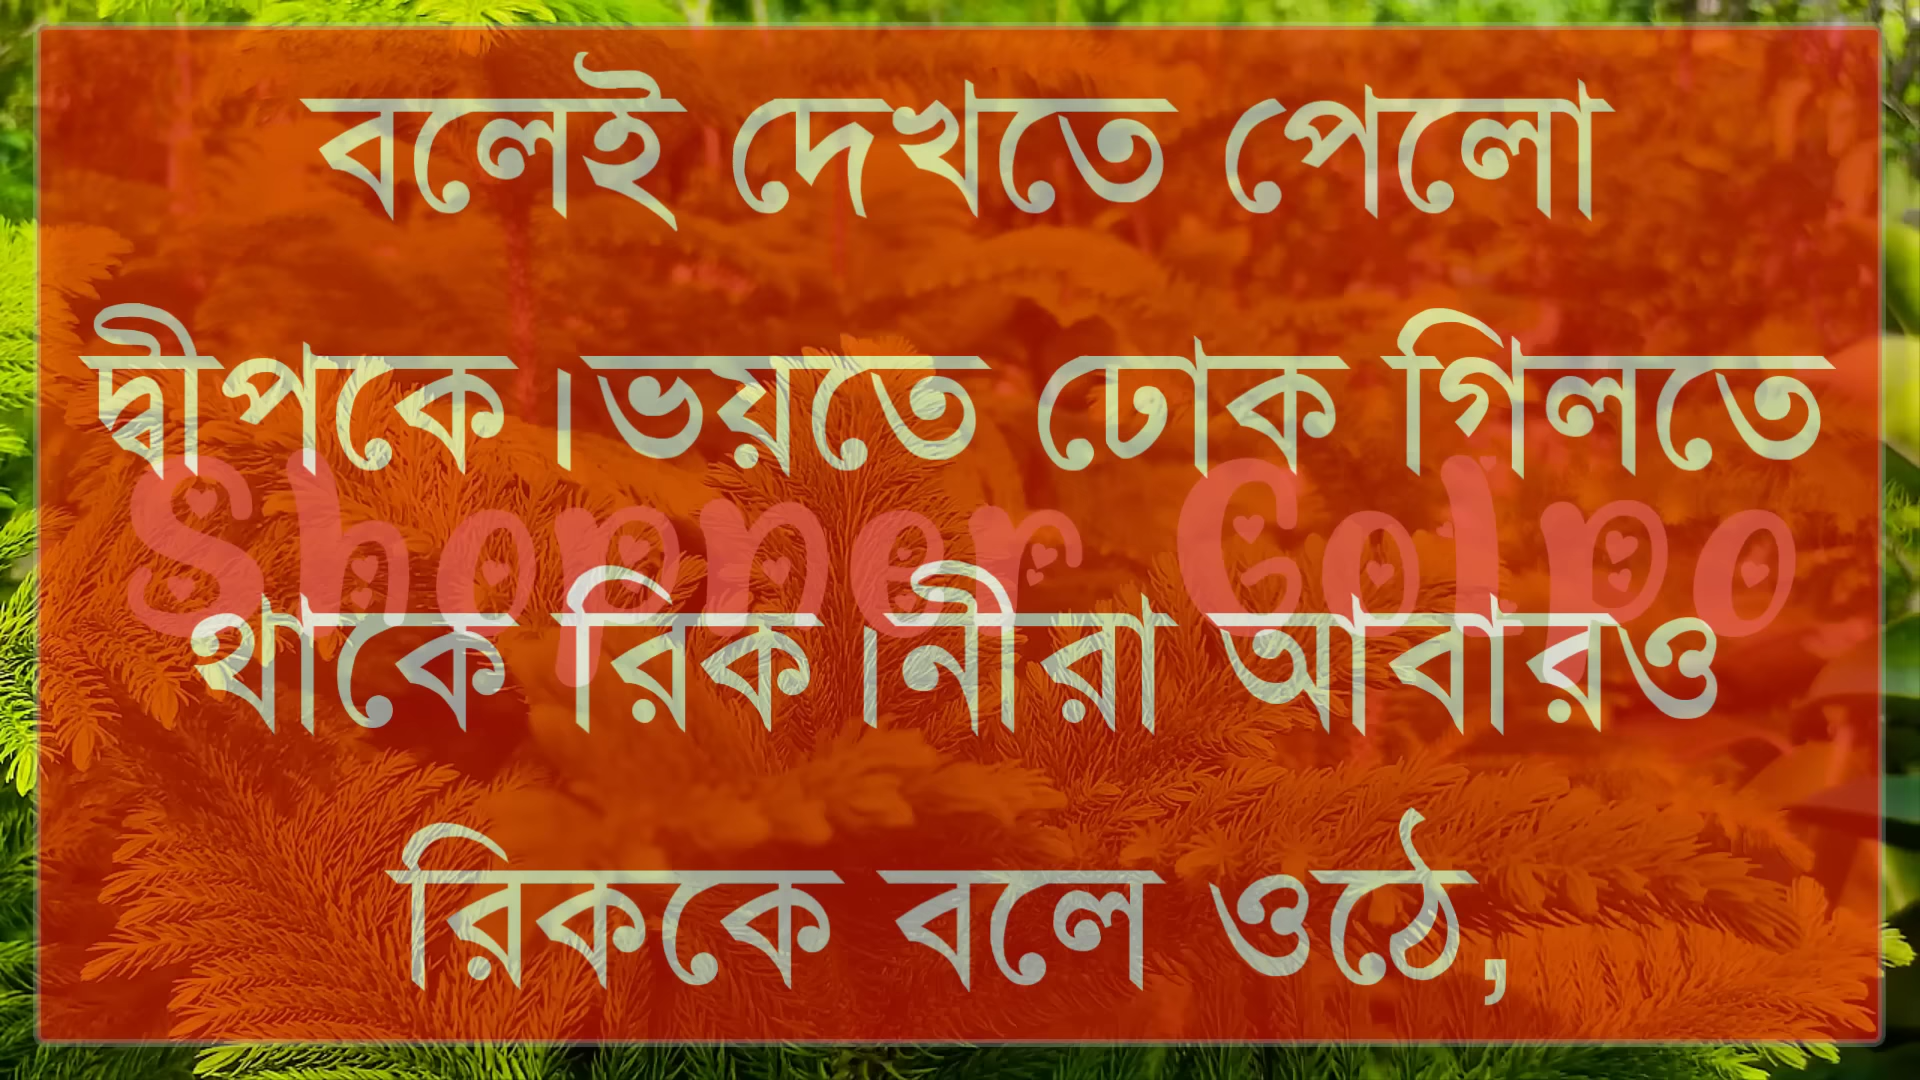 বলেই দেখতে পেলো
দ্বীপকে।ভয়তে ঢোক গিলতে
Shopner Golpo
থাকে রিক।নীরা আবারও
রিককে বলে ওঠে,